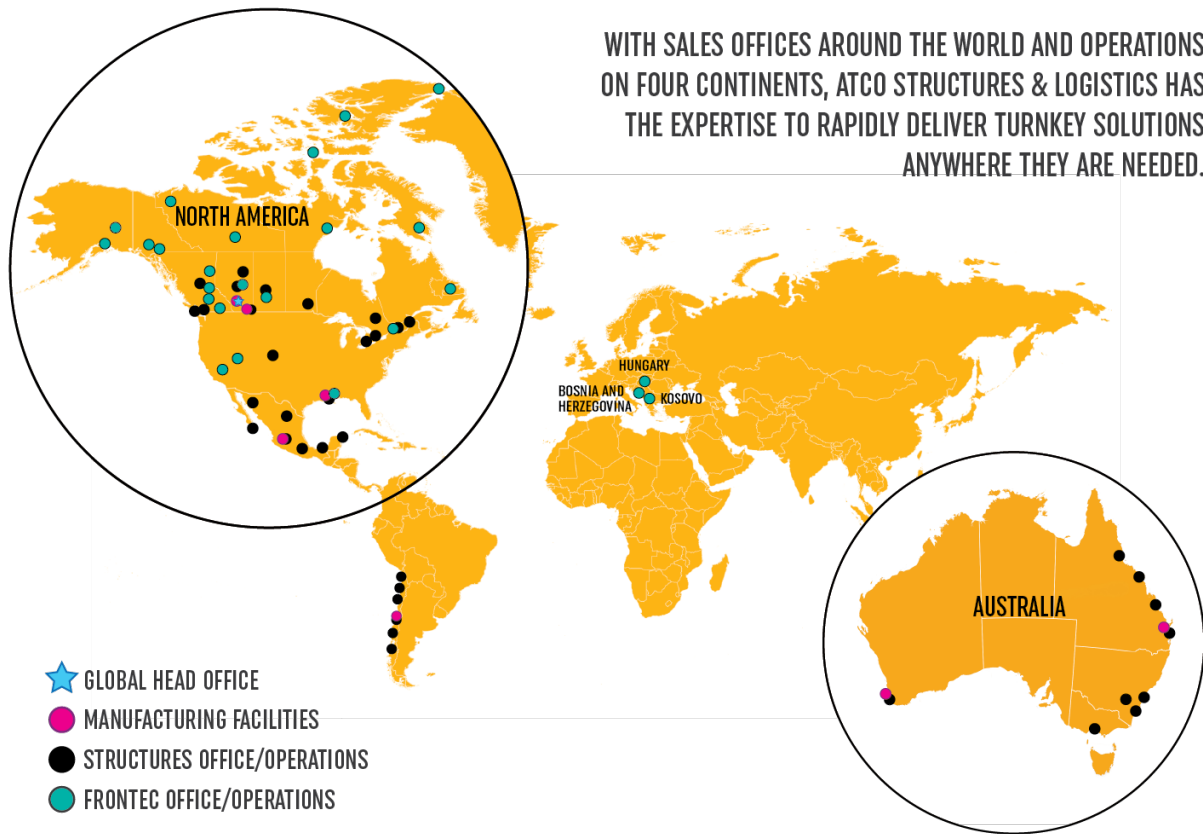 WITH SALES OFFICES AROUND THE WORLD AND OPERATIONS
ON FOUR CONTINENTS, ATCO STRUCTURES & LOGISTICS HAS
THE EXPERTISE TO RAPIDLY DELIVER TURNKEY SOLUTIONS
ANYWHERE THEY ARE NEEDED.
NORTH AMERICA
HUNGARY
BOSNIA AND
HERZEGOVINA
KOSOVO
AUSTRALIA
GLOBAL HEAD OFFICE
MANUFACTURING FACILITIES
STRUCTURES OFFICE/OPERATIONS
FRONTEC OFFICE/OPERATIONS